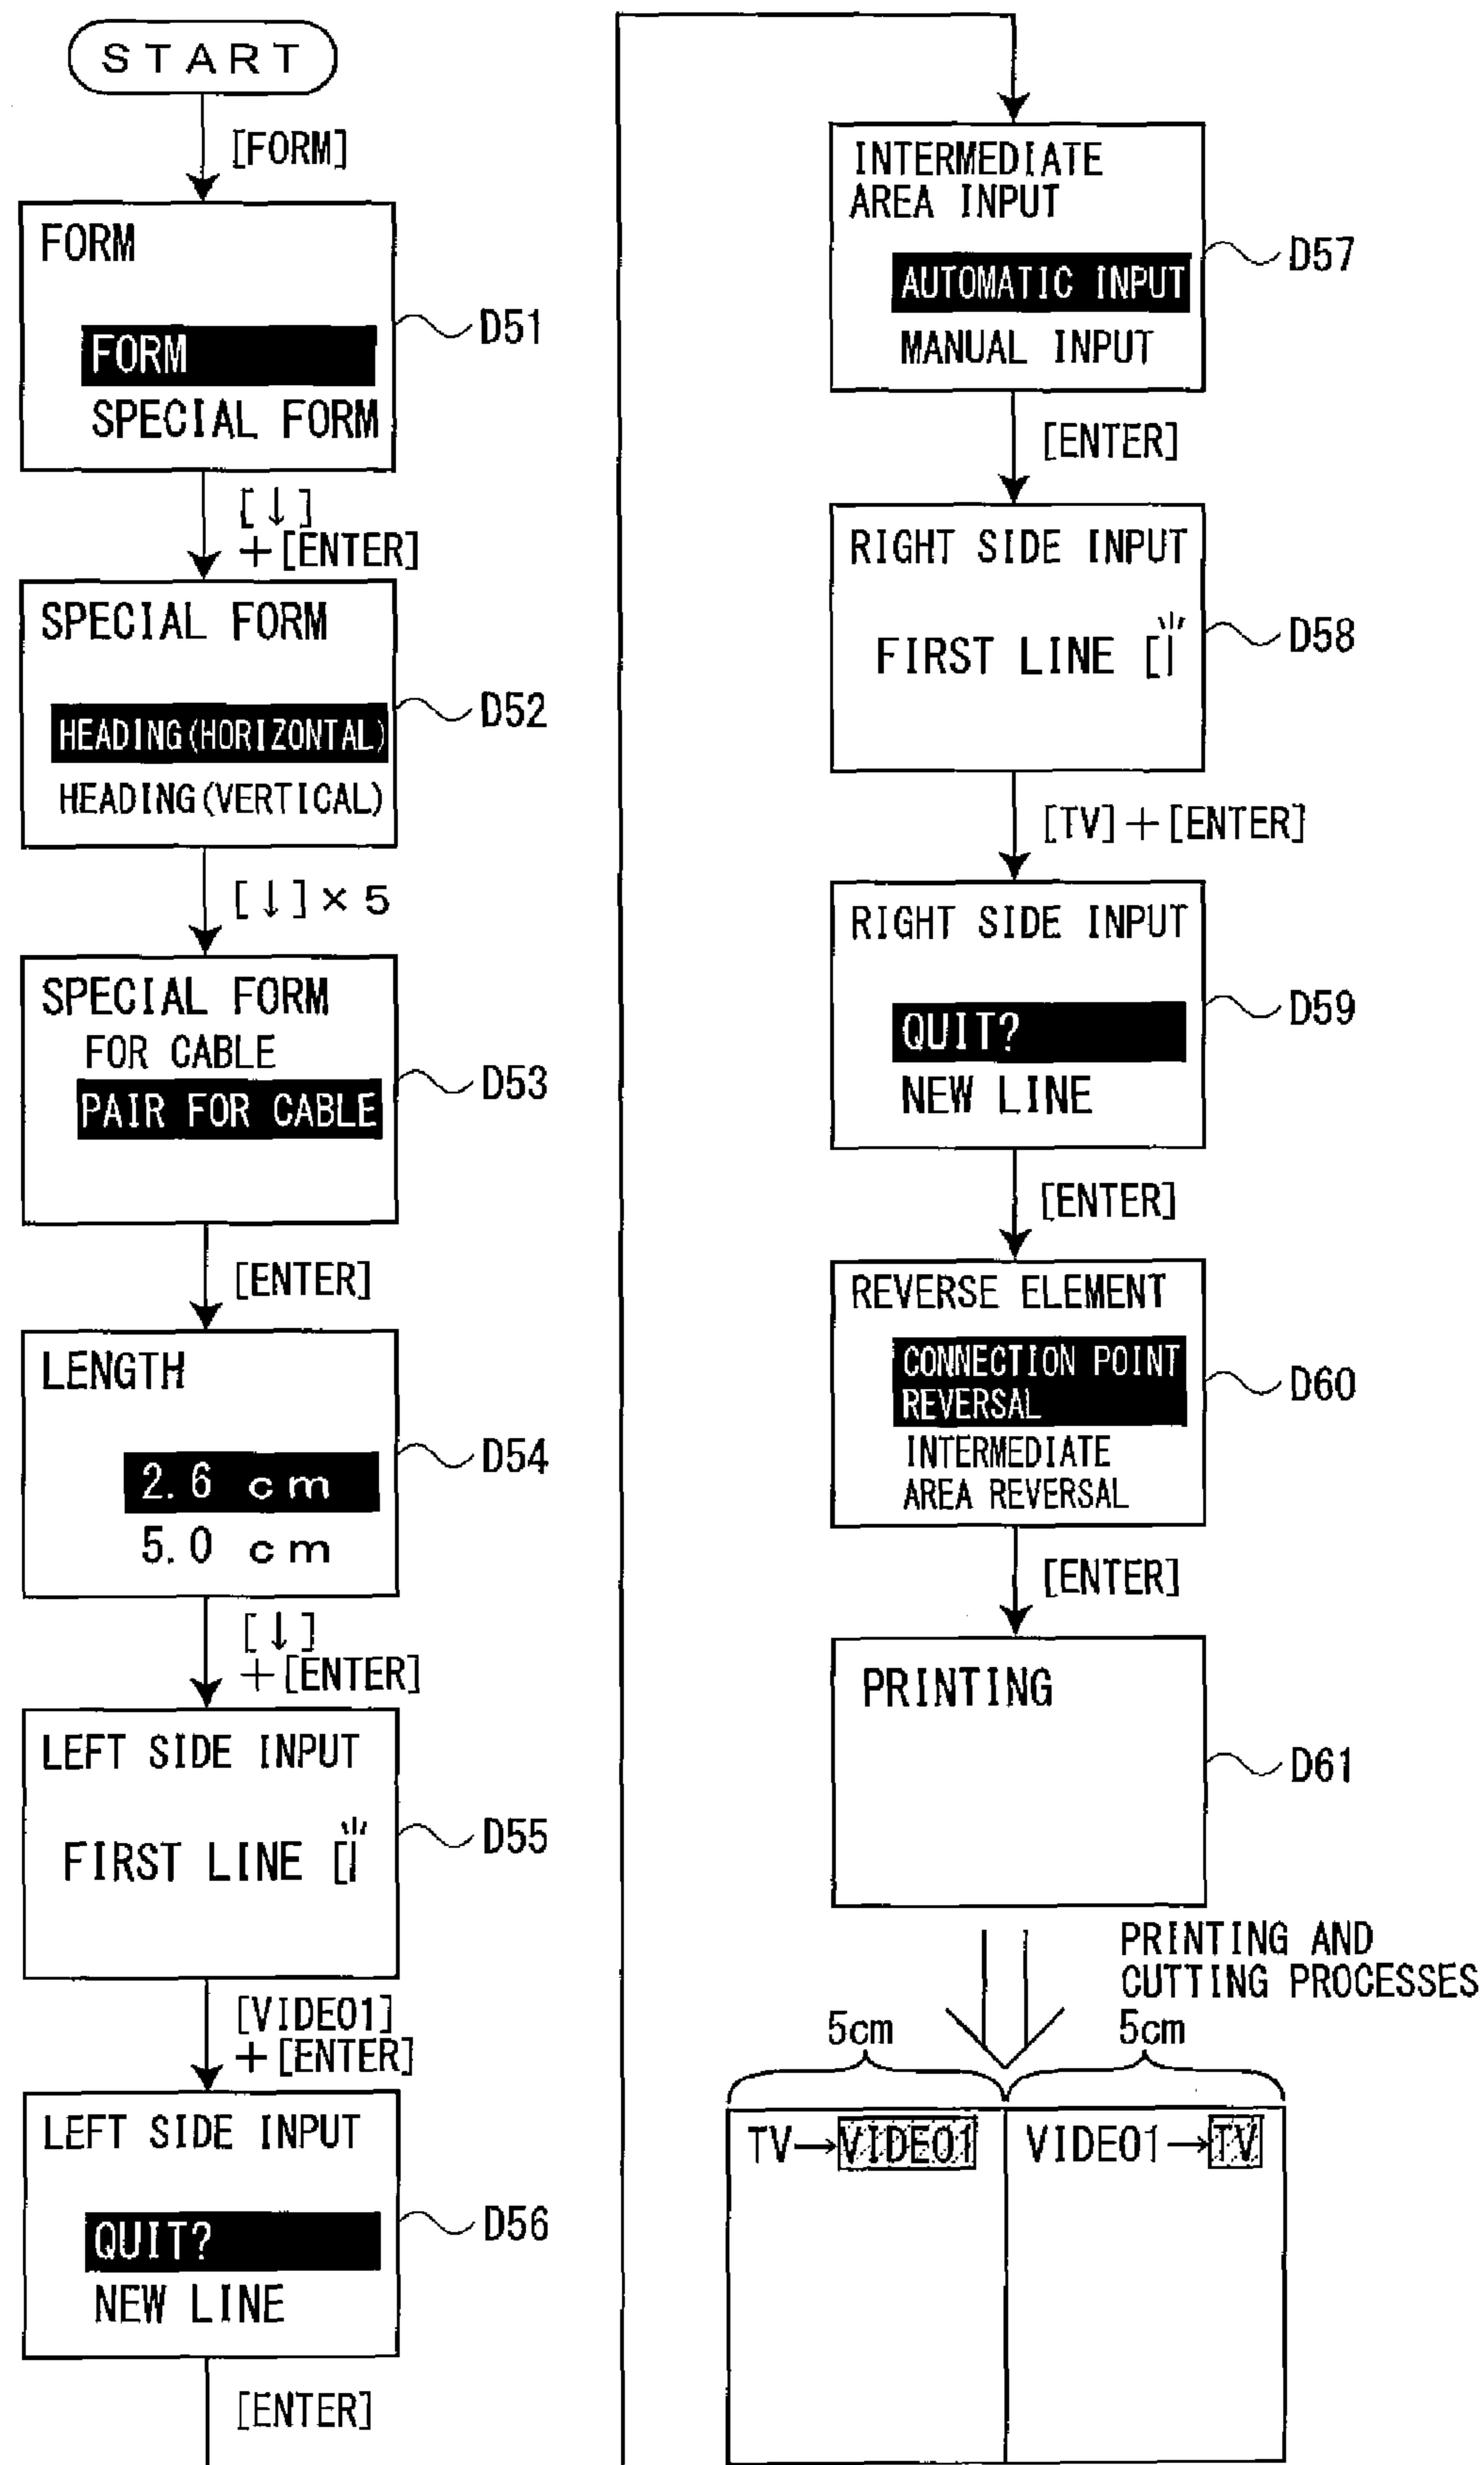 START
[FORM]
FORM
FORM
SPECIAL FORM
D51
[↓]
+[ENTER]
SPECIAL FORM
HEADING(HORIZONTAL)
HEADING(VERTICAL)
D52
[↓]×5
SPECIAL FORM
FOR CABLE
PAIR FOR CABLE
D53
[ENTER]
LENGTH
2.6 cm
5.0 cm
D54
[↓]
+[ENTER]
LEFT SIDE INPUT
FIRST LINE [
D55
[VIDEO1]
+[ENTER]
LEFT SIDE INPUT
QUIT?
NEW LINE
D56
[ENTER]
INTERMEDIATE
AREA INPUT
AUTOMATIC INPUT
MANUAL INPUT
D57
[ENTER]
RIGHT SIDE INPUT
FIRST LINE [
D58
[TV]+[ENTER]
RIGHT SIDE INPUT
QUIT?
NEW LINE
D59
[ENTER]
REVERSE ELEMENT
CONNECTION POINT
REVERSAL
INTERMEDIATE
AREA REVERSAL
D60
[ENTER]
PRINTING
D61
PRINTING AND
CUTTING PROCESSES
5cm
5cm
TV→VIDEO1
VIDEO1→TV